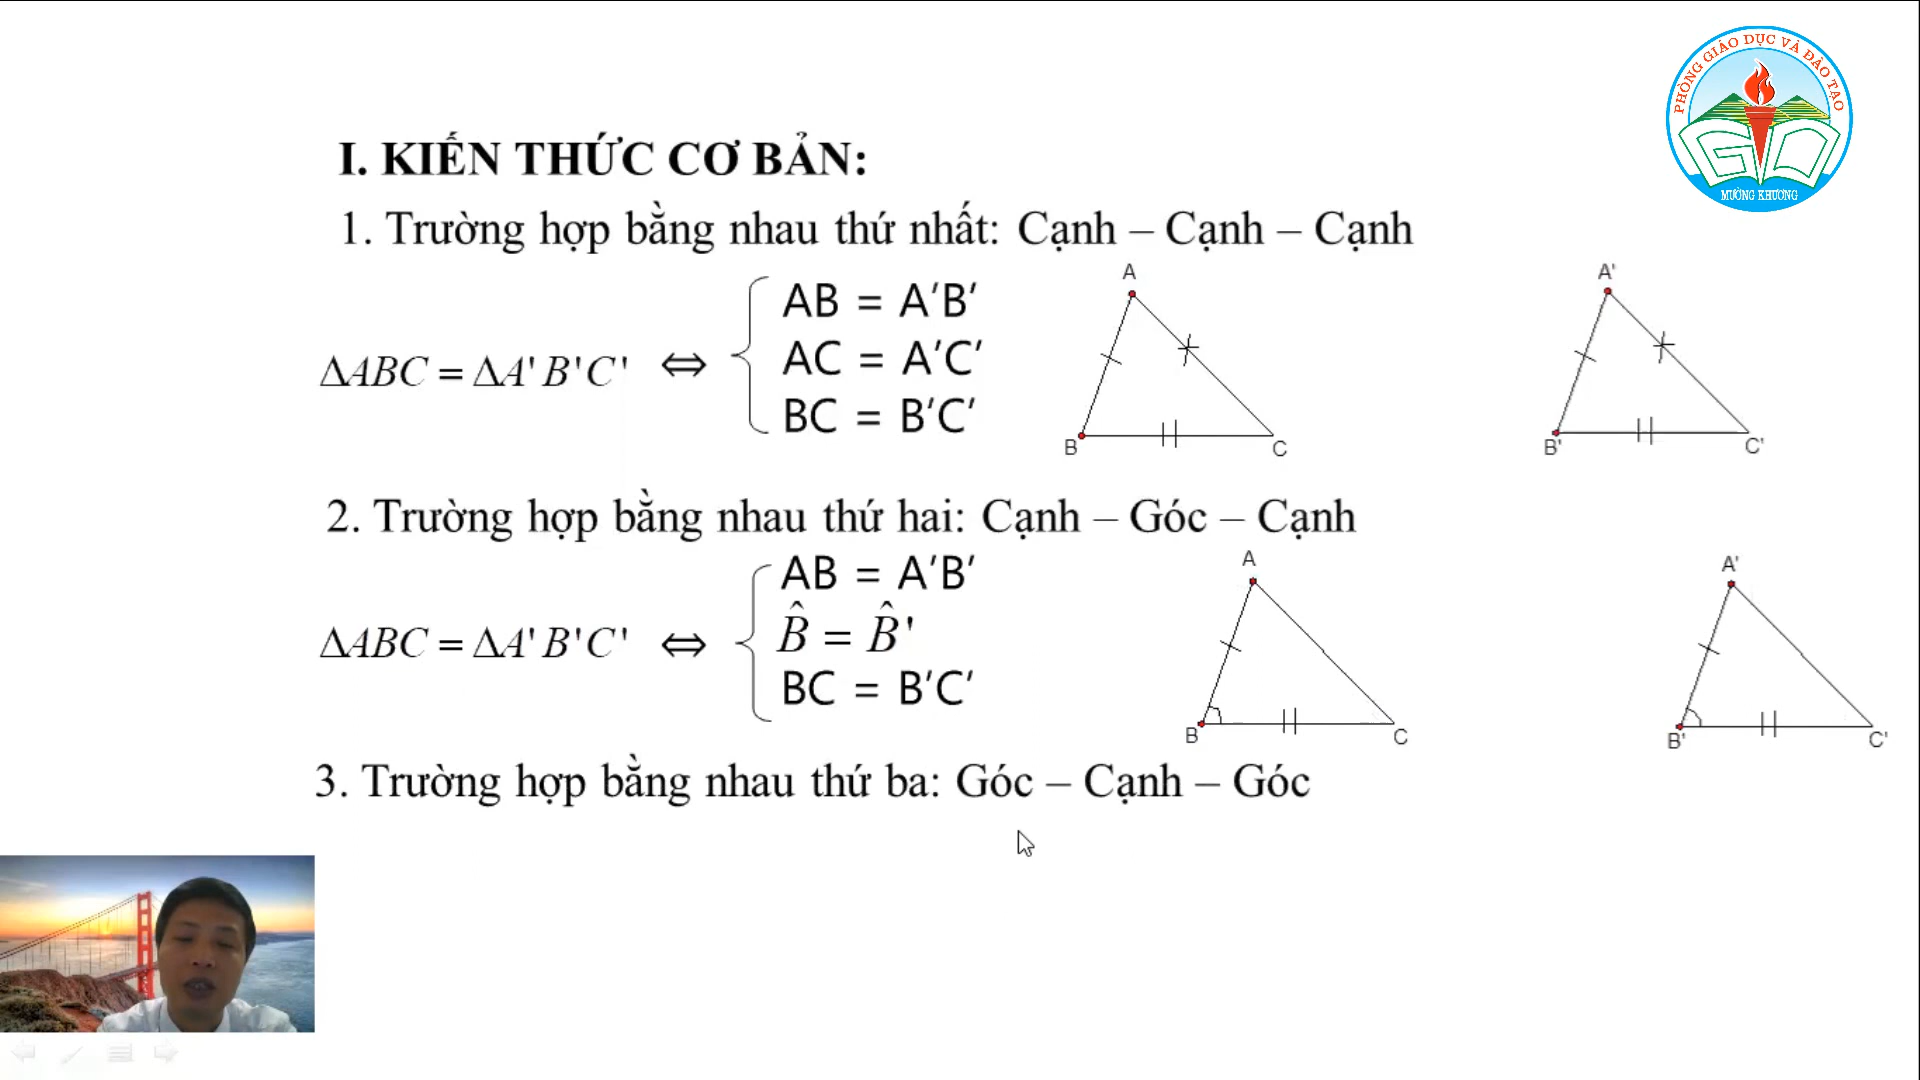 PHÒNG GIÁO DỤC VÀ ĐÀO TẠO
GD
MƯỜNG KHƯƠNG
I. KIẾN THỨC CƠ BẢN:
1. Trường hợp bằng nhau thứ nhất: Cạnh – Cạnh – Cạnh
ΔABC = ΔA'B'C' ⇔
AB = A'B'
AC = A'C'
BC = B'C'
A
B
C
A'
B'
C'
2. Trường hợp bằng nhau thứ hai: Cạnh – Góc – Cạnh
ΔABC = ΔA'B'C' ⇔
AB = A'B'
B̂ = B̂'
BC = B'C'
A
B
C
A'
B'
C'
3. Trường hợp bằng nhau thứ ba: Góc – Cạnh – Góc